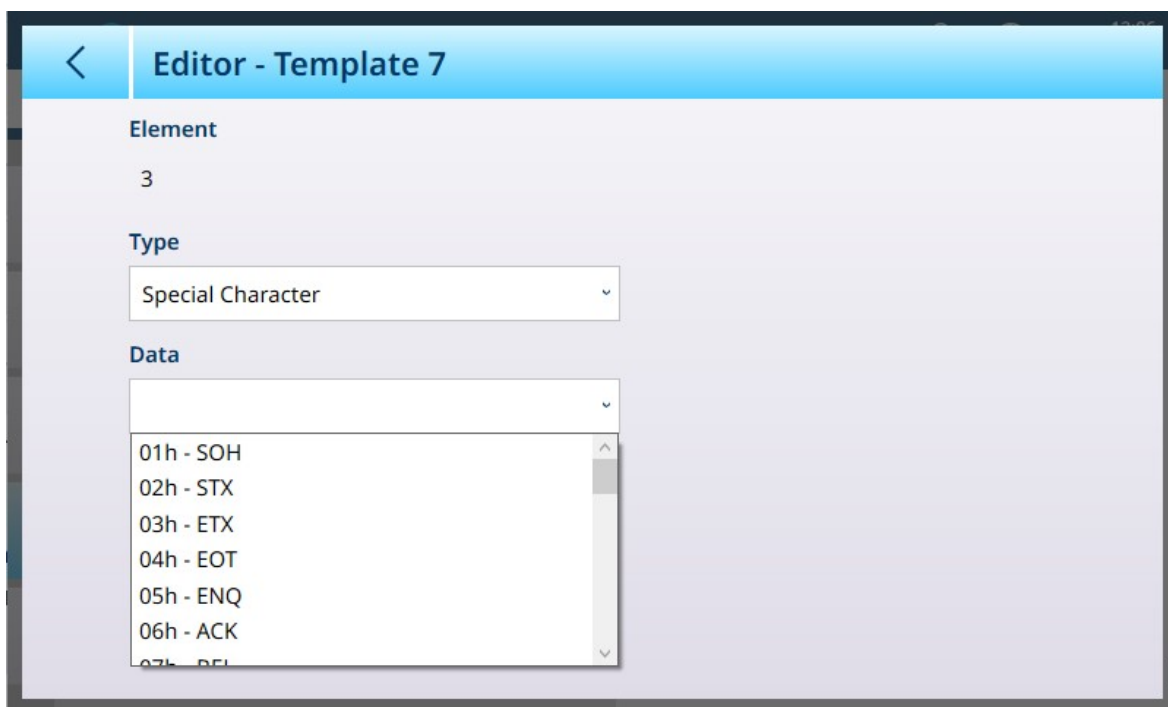 Editor - Template 7
Element
3
Type
Special Character
Data
01h - SOH
02h - STX
03h - ETX
04h - EOT
05h - ENQ
06h - ACK